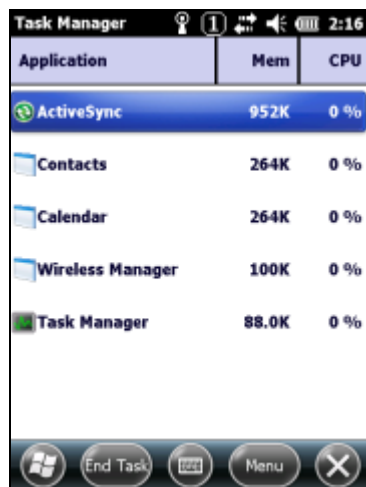 Task Manager 1 2:16
Application Mem CPU
ActiveSync 952K 0 %
Contacts 264K 0 %
Calendar 264K 0 %
Wireless Manager 100K 0 %
Task Manager 88.0K 0 %
End Task Menu